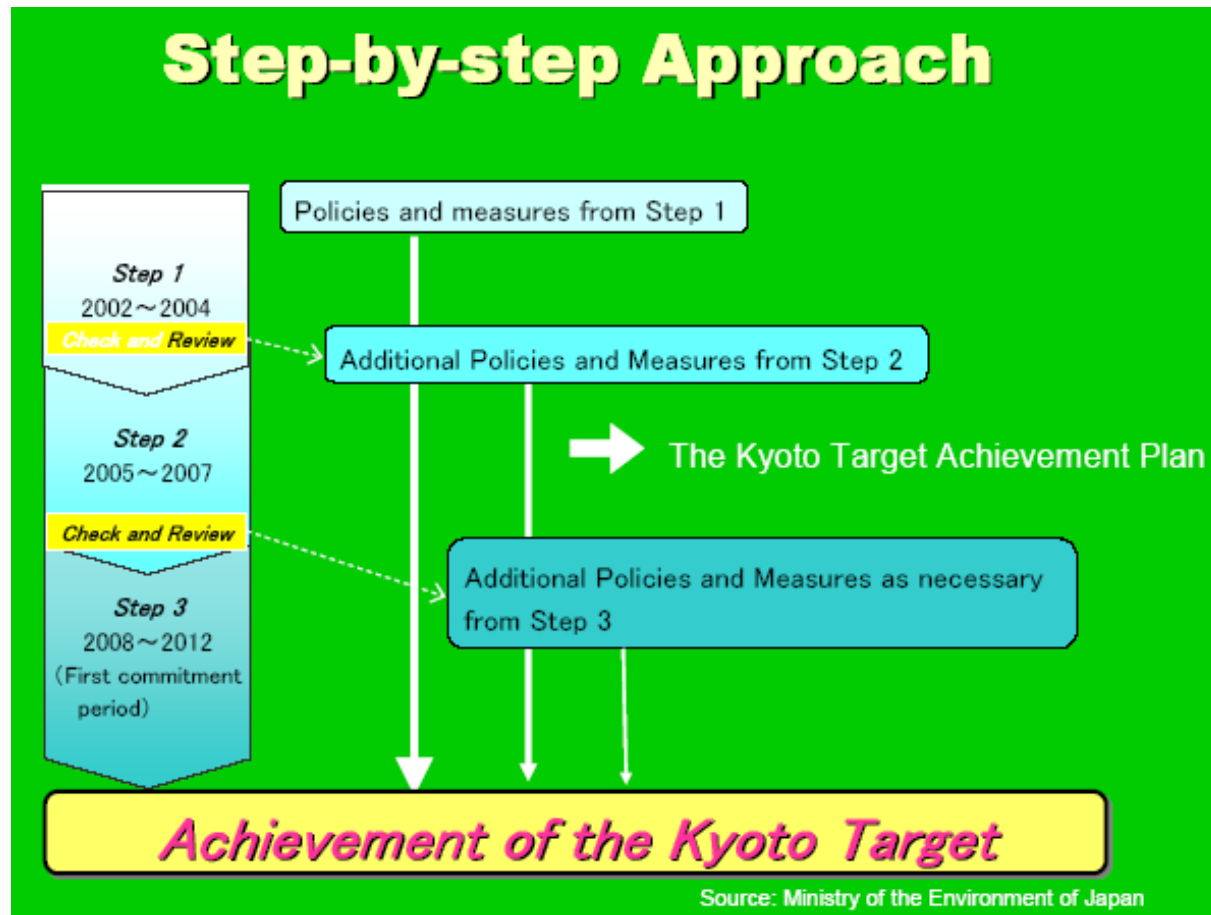 Step-by-step Approach
Policies and measures from Step 1
Step 1
2002～2004
Check and Review
Additional Policies and Measures from Step 2
Step 2
2005～2007
The Kyoto Target Achievement Plan
Check and Review
Additional Policies and Measures as necessary
from Step 3
Step 3
2008～2012
(First commitment
period)
Achievement of the Kyoto Target
Source: Ministry of the Environment of Japan